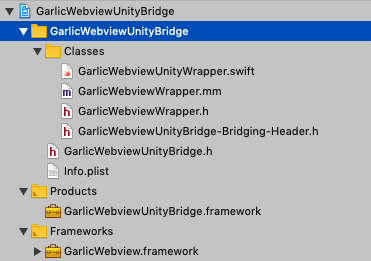 GarlicWebviewUnityBridge
GarlicWebviewUnityBridge
Classes
GarlicWebviewUnityWrapper.swift
m GarlicWebviewWrapper.mm
h GarlicWebviewWrapper.h
h GarlicWebviewUnityBridge-Bridging-Header.h
h GarlicWebviewUnityBridge.h
Info.plist
Products
GarlicWebviewUnityBridge.framework
Frameworks
GarlicWebview.framework